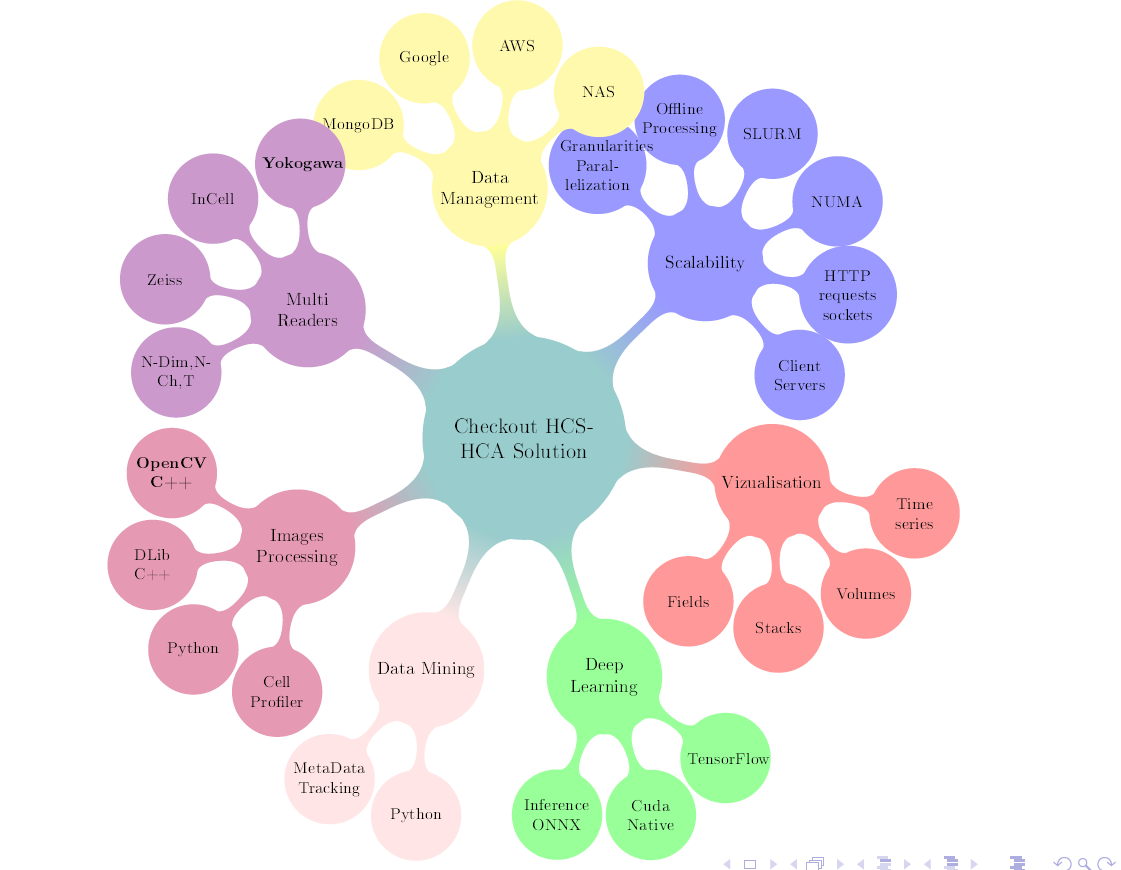 Checkout HCS-
HCA Solution
Data
Management
MongoDB
Google
AWS
NAS
Scalability
Granularities
Paral-
lelization
Offline
Processing
SLURM
NUMA
HTTP
requests
sockets
Client
Servers
Vizualisation
Time
series
Volumes
Stacks
Fields
Deep
Learning
TensorFlow
Cuda
Native
Inference
ONNX
Data Mining
Python
MetaData
Tracking
Images
Processing
Cell
Profiler
Python
DLib
C++
OpenCV
C++
Multi
Readers
N-Dim,N-
Ch,T
Zeiss
InCell
Yokogawa